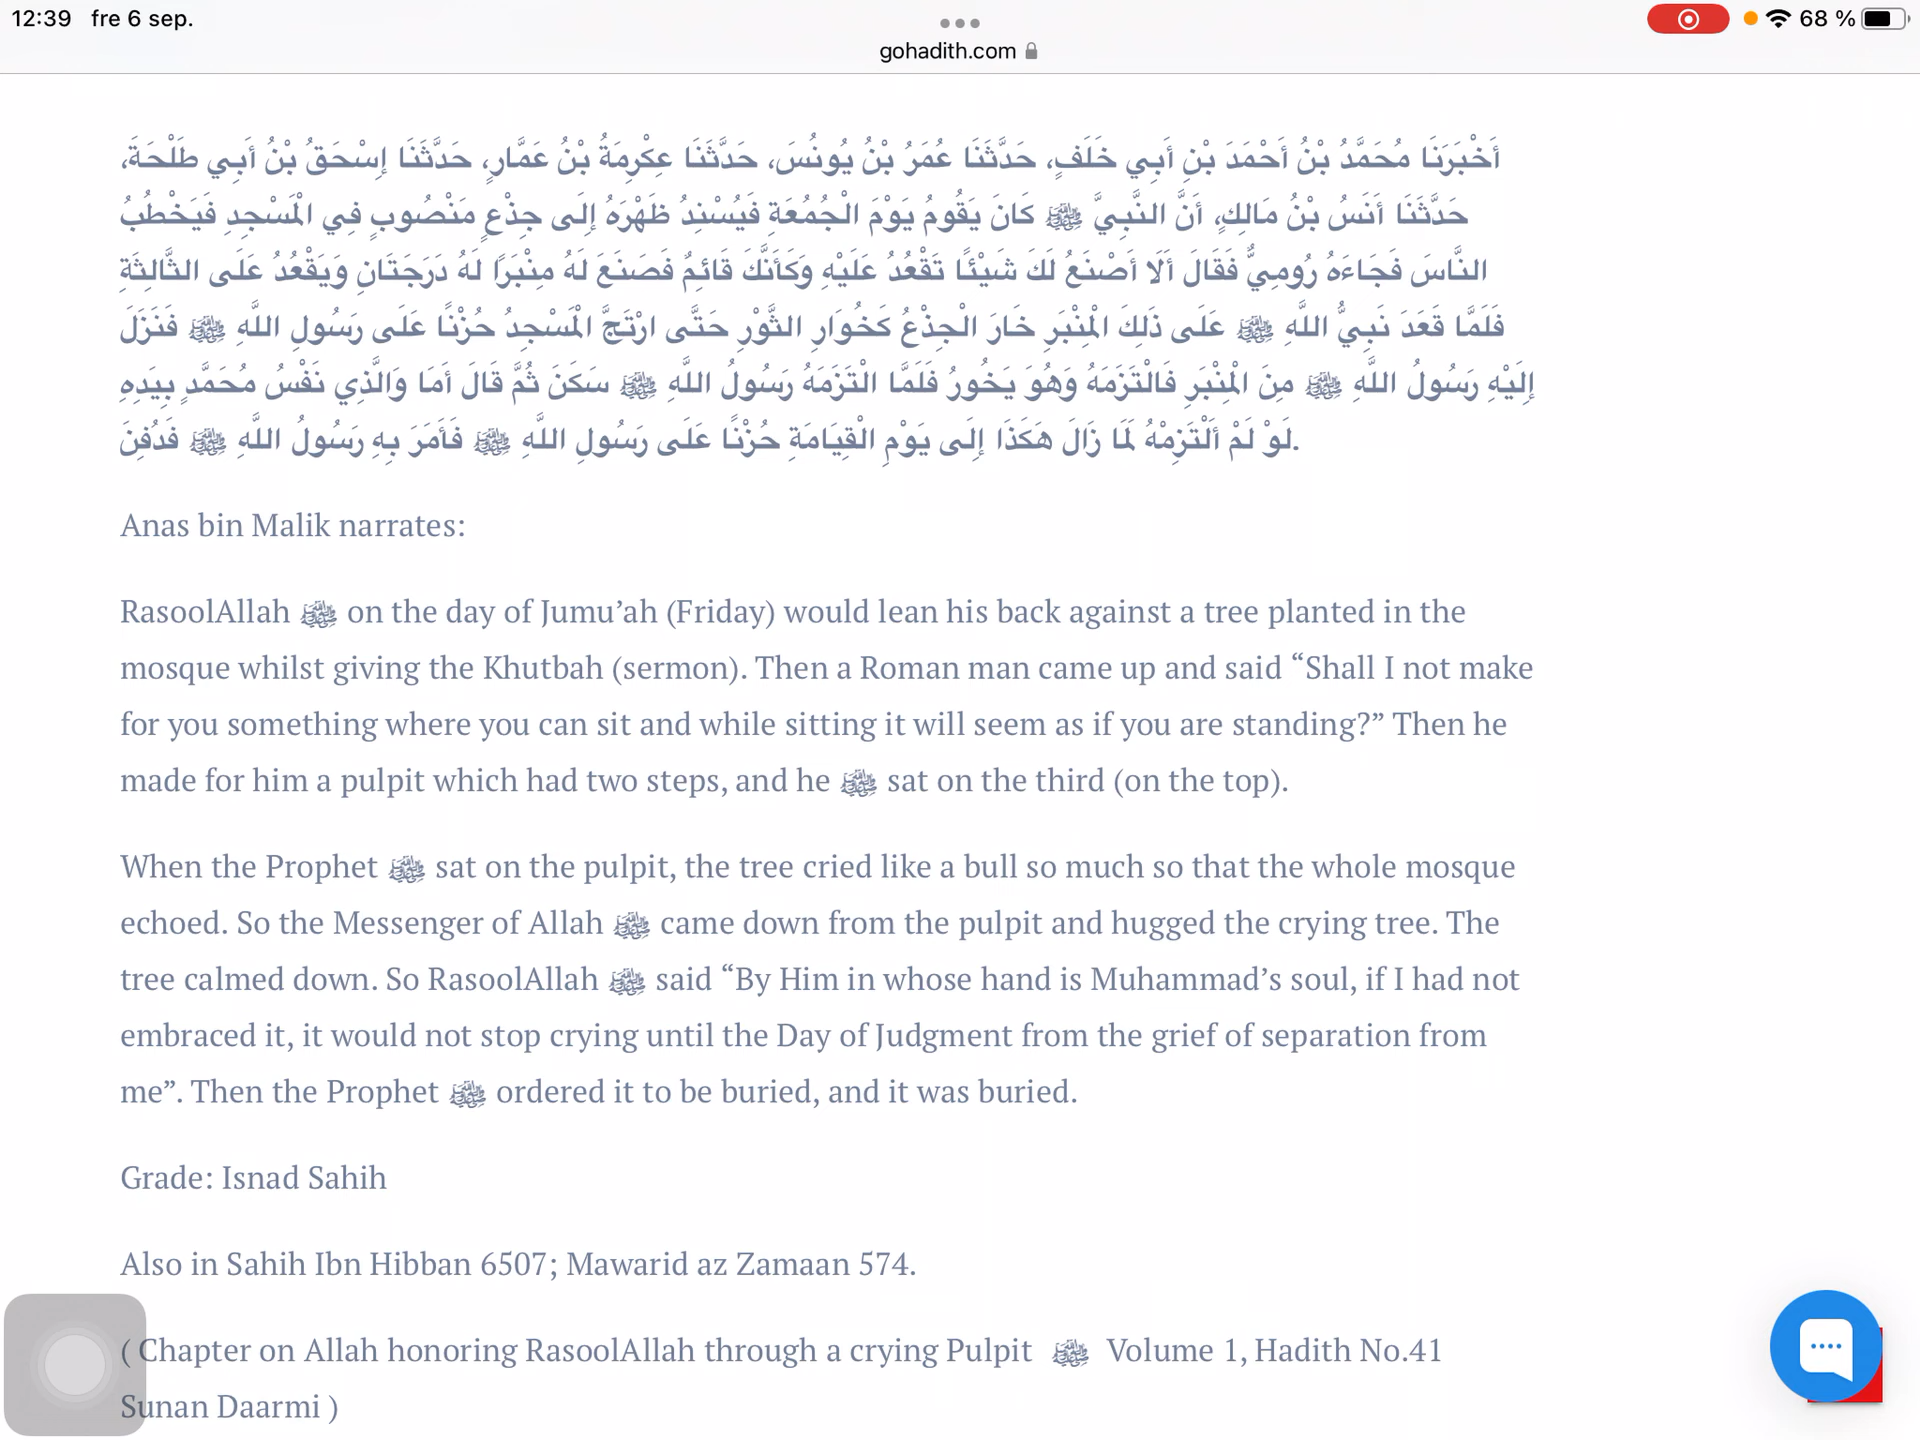 12:39 fre 6 sep.
68 %
gohadith.com
أَخْبَرَنَا مُحَمَّدُ بْنُ أَحْمَدَ بْنِ أَبِي خَلَفٍ، حَدَّثَنَا عُمَرُ بْنُ يُونُسَ، حَدَّثَنَا عِكْرِمَةُ بْنُ عَمَّارٍ، حَدَّثَنَا إِسْحَقُ بْنُ أَبِي طَلْحَةَ،
حَدَّثَنَا أَنَسُ بْنُ مَالِكٍ، أَنَّ النَّبِيَّ ﷺ كَانَ يَقُومُ يَوْمَ الْجُمُعَةِ فَيُسْنِدُ ظَهْرَهُ إِلَى جِذْعٍ مَنْصُوبٍ فِي الْمَسْجِدِ فَيَخْطُبُ
النَّاسَ فَجَاءَهُ رُومِيٌّ فَقَالَ أَلَا أَصْنَعُ لَكَ شَيْئًا تَقْعُدُ عَلَيْهِ وَكَأَنَّكَ قَائِمُ فَصَنَعَ لَهُ مِنْبَرًا لَهُ دَرَجَتَانِ وَيَقْعُدُ عَلَى الثَّالِثَةِ
فَلَمَّا قَعَدَ نَبِيُّ اللَّهِ ﷺ عَلَى ذَلِكَ الْمِنْبَرِ خَارَ الْجِذْعُ كَخُوَارِ الثَّوْرِ حَتَّى ارْتَجَّ الْمَسْجِدُ حُزْنًا عَلَى رَسُولِ اللَّهِ ﷺ فَنَزَلَ
إِلَيْهِ رَسُولُ اللَّهِ ﷺ مِنَ الْمِنْبَرِ فَالْتَزَمَهُ وَهُوَ يَخُورُ فَلَمَّا الْتَزَمَهُ رَسُولُ اللَّهِ ﷺ سَكَنَ ثُمَّ قَالَ أَمَا وَالَّذِي نَفْسُ مُحَمَّدٍ بِيَدِهِ
لَوْ لَمْ أَلْتَزِمْهُ لَمَا زَالَ هَكَذَا إِلَى يَوْمِ الْقِيَامَةِ حُزْنًا عَلَى رَسُولِ اللَّهِ ﷺ فَأَمَرَ بِهِ رَسُولُ اللَّهِ ﷺ فَدُفِنَ.
Anas bin Malik narrates:
RasoolAllah ﷺ on the day of Jumu’ah (Friday) would lean his back against a tree planted in the
mosque whilst giving the Khutbah (sermon). Then a Roman man came up and said “Shall I not make
for you something where you can sit and while sitting it will seem as if you are standing?” Then he
made for him a pulpit which had two steps, and he ﷺ sat on the third (on the top).
When the Prophet ﷺ sat on the pulpit, the tree cried like a bull so much so that the whole mosque
echoed. So the Messenger of Allah ﷺ came down from the pulpit and hugged the crying tree. The
tree calmed down. So RasoolAllah ﷺ said “By Him in whose hand is Muhammad’s soul, if I had not
embraced it, it would not stop crying until the Day of Judgment from the grief of separation from
me”. Then the Prophet ﷺ ordered it to be buried, and it was buried.
Grade: Isnad Sahih
Also in Sahih Ibn Hibban 6507; Mawarid az Zamaan 574.
( Chapter on Allah honoring RasoolAllah through a crying Pulpit ﷺ Volume 1, Hadith No.41
Sunan Daarmi )